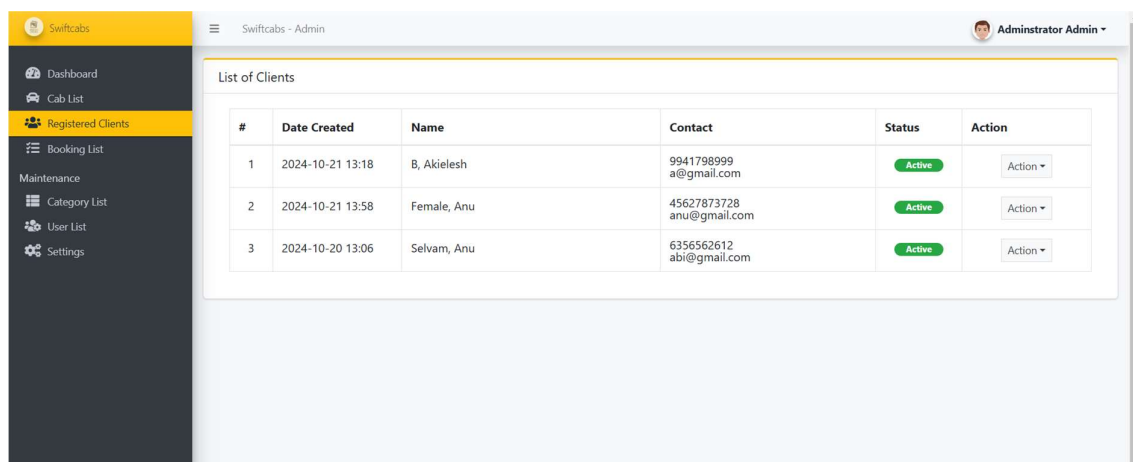 Swiftcabs
Swiftcabs - Admin
Adminstrator Admin
Dashboard
Cab List
Registered Clients
Booking List
Maintenance
Category List
User List
Settings
List of Clients
# Date Created Name Contact Status Action
1 2024-10-21 13:18 B, Akielesh 9941798999 Active Action
a@gmail.com
2 2024-10-21 13:58 Female, Anu 45627873728 Active Action
anu@gmail.com
3 2024-10-20 13:06 Selvam, Anu 6356562612 Active Action
abi@gmail.com